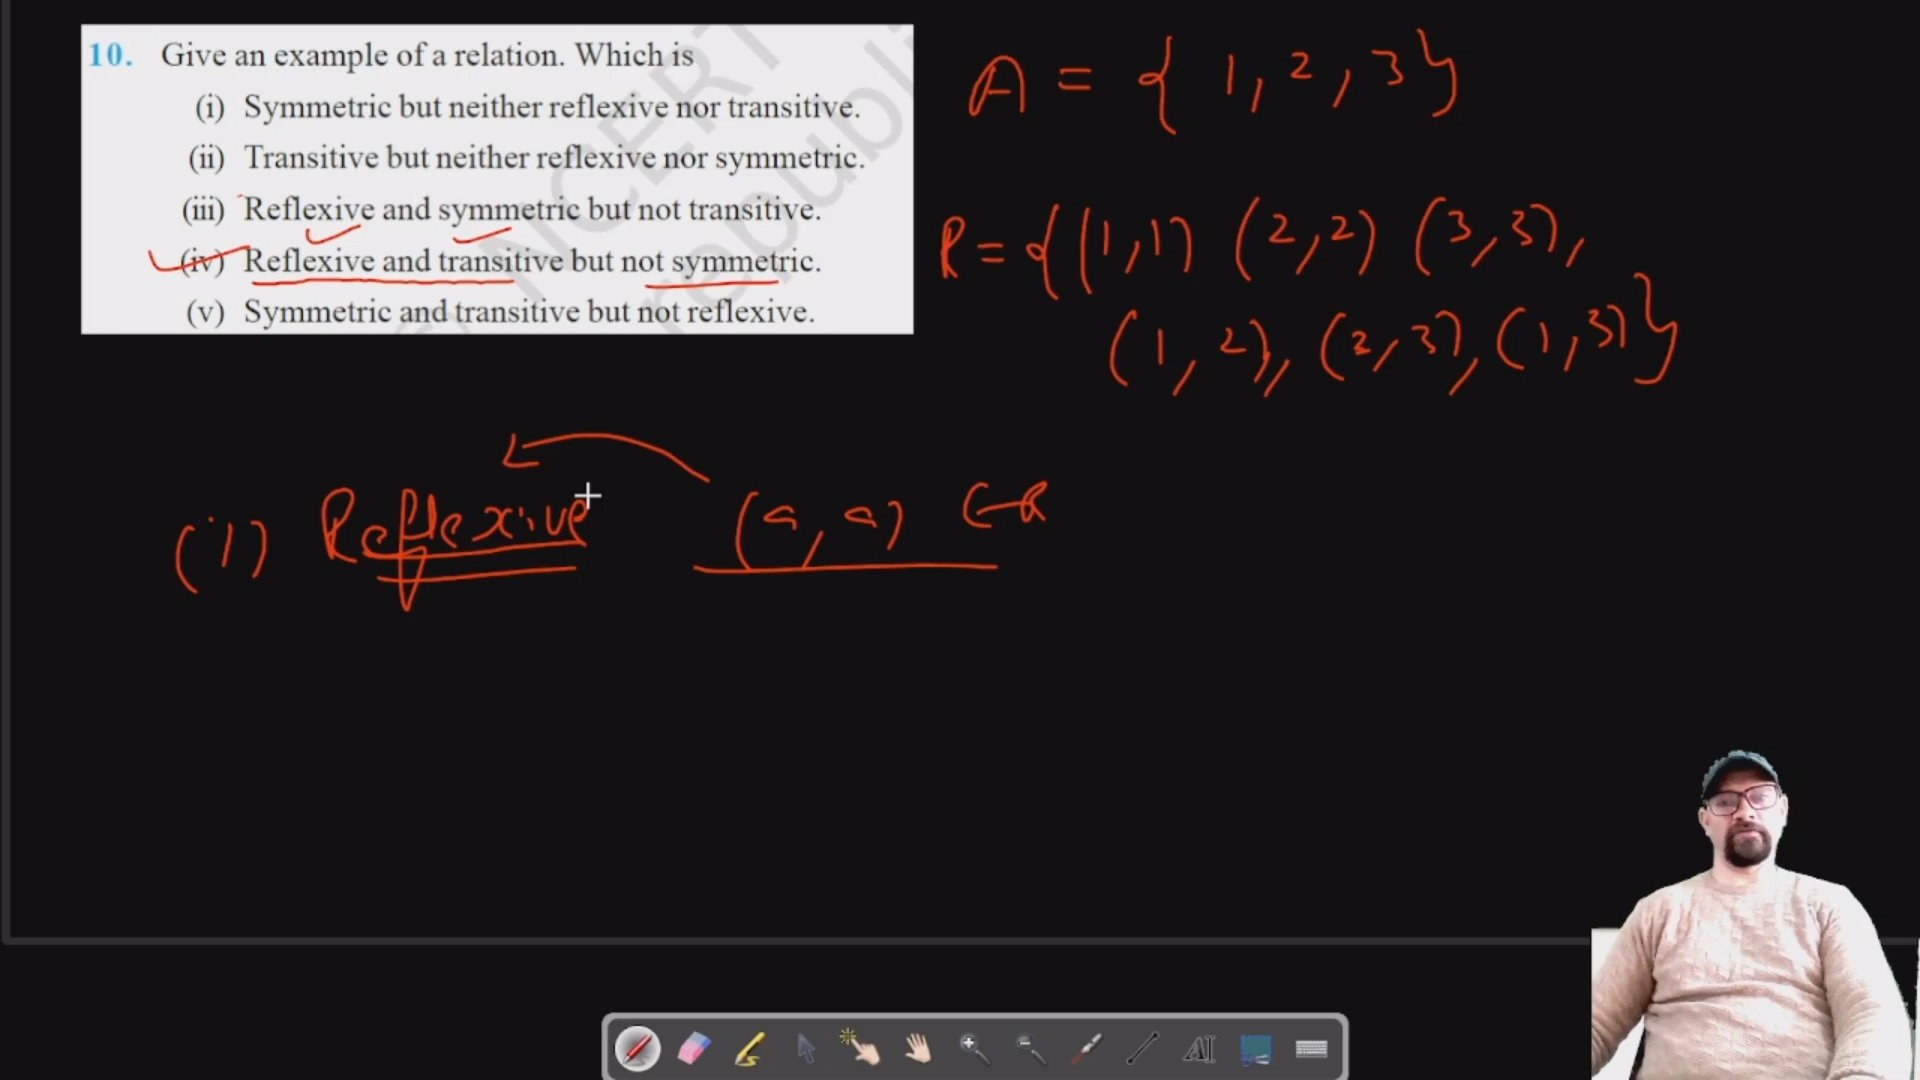 10. Give an example of a relation. Which is
(i) Symmetric but neither reflexive nor transitive.
(ii) Transitive but neither reflexive nor symmetric.
(iii) Reflexive and symmetric but not transitive.
(iv) Reflexive and transitive but not symmetric.
(v) Symmetric and transitive but not reflexive.
NCERT
republi
A = { 1, 2, 3}
R = {(1,1) (2,2) (3,3),
(1, 2), (2,3), (1,3)}
(i) Reflexive (a, a) ∈ R
AI